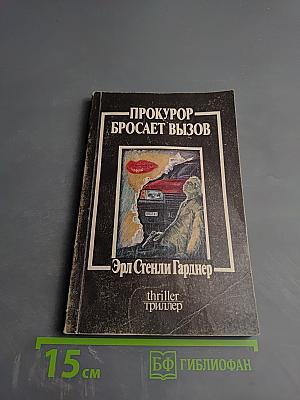 ПРОКУРОР
БРОСАЕТ ВЫЗОВ
Эрл Стенли Гарднер
thriller
триллер
15 см
БФ ГИБЛИОФАН